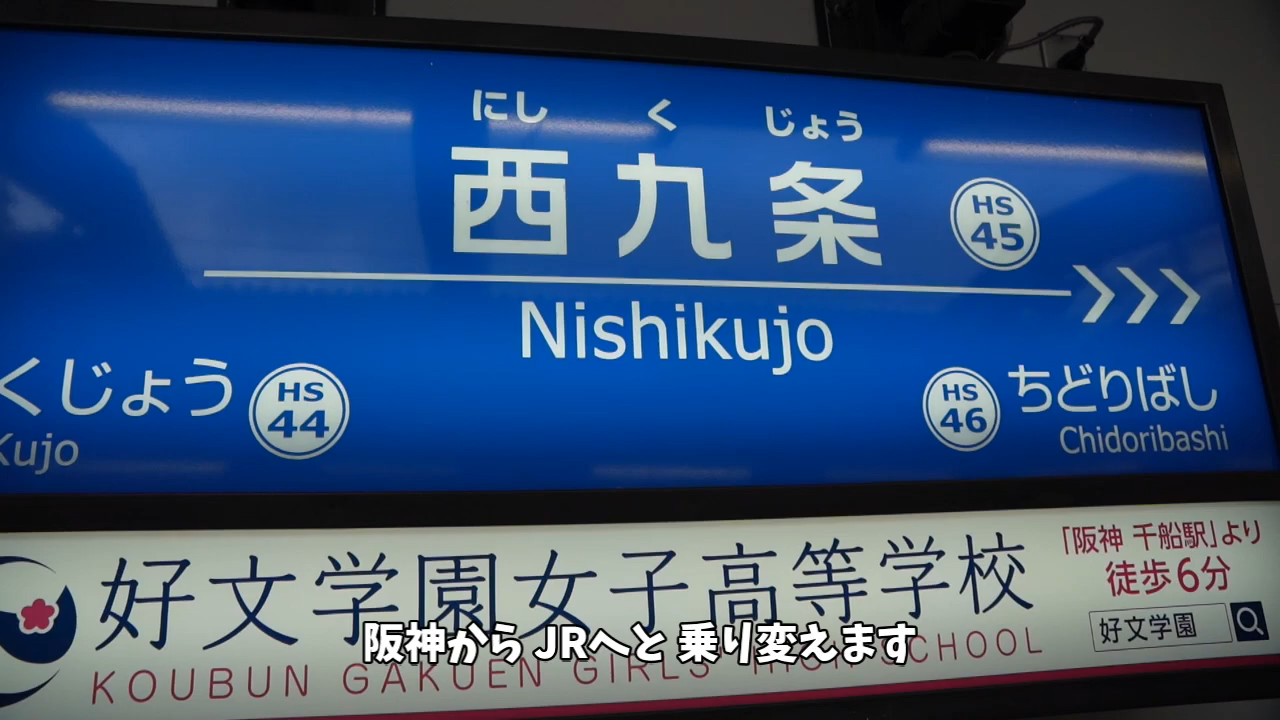 にし く じょう
西九条
HS
45
Nishikujo
くじょう
HS
44
Kujo
HS
46
ちどりばし
Chidoribashi
好文学園女子高等学校
KOUBUN GAKUEN GIRLS' HIGH SCHOOL
「阪神 千船駅」より
徒歩6分
好文学園
阪神から JRへと 乗り変えます